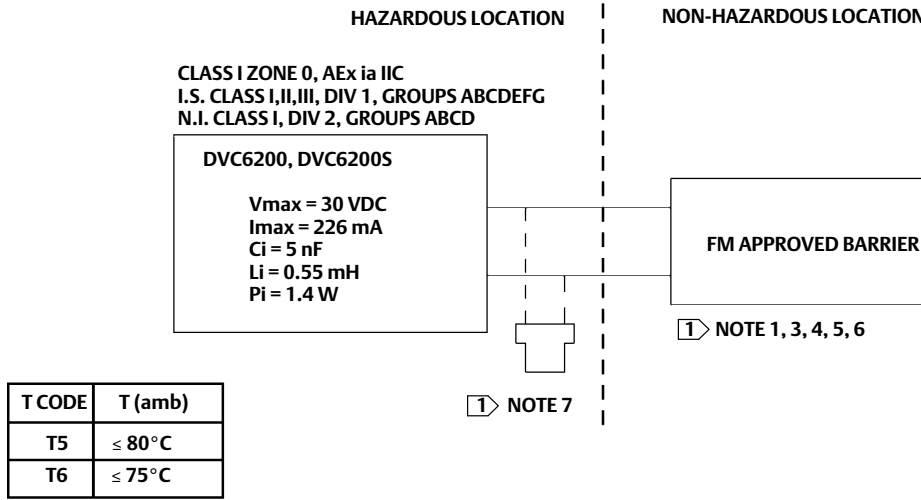 HAZARDOUS LOCATION
NON-HAZARDOUS LOCATION
CLASS I ZONE 0, AEx ia IIC
I.S. CLASS I,II,III, DIV 1, GROUPS ABCDEFG
N.I. CLASS I, DIV 2, GROUPS ABCD
DVC6200, DVC6200S
Vmax = 30 VDC
Imax = 226 mA
Ci = 5 nF
Li = 0.55 mH
Pi = 1.4 W
FM APPROVED BARRIER
1 NOTE 1, 3, 4, 5, 6
1 NOTE 7
T CODE T (amb)
T5 ≤ 80°C
T6 ≤ 75°C